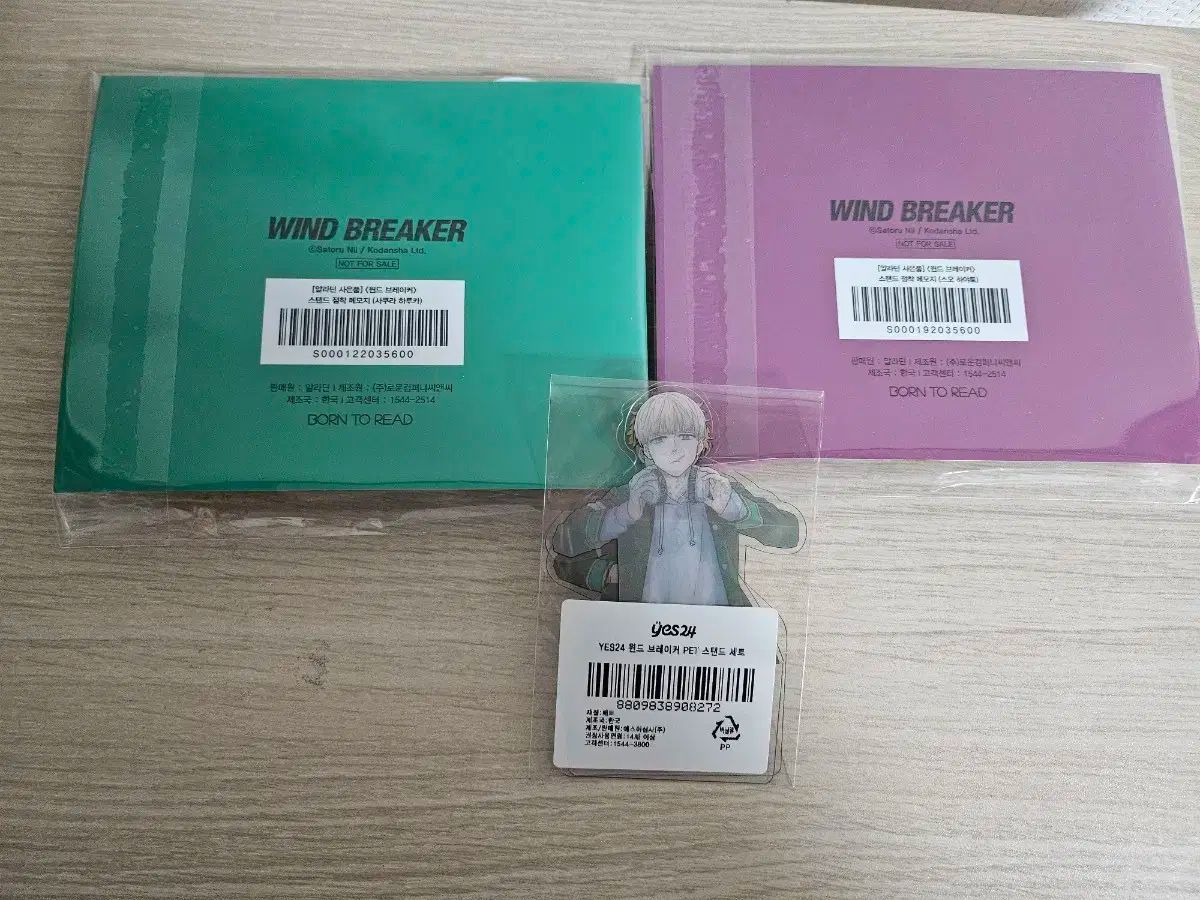 WIND BREAKER
©Satoru Nii / Kodansha Ltd.
NOT FOR SALE
[알라딘 사은품] <윈드 브레이커>
스탠드 점착 메모지 (사쿠라 하루카)
S000122035600
판매원 : 알라딘 | 제조원 : (주)로운컴퍼니씨앤씨
제조국 : 한국 | 고객센터 : 1544-2514
BORN TO READ
WIND BREAKER
©Satoru Nii / Kodansha Ltd.
NOT FOR SALE
[알라딘 사은품] <윈드 브레이커>
스탠드 점착 메모지 (스오 하야토)
S000192035600
판매원 : 알라딘 | 제조원 : (주)로운컴퍼니씨앤씨
제조국 : 한국 | 고객센터 : 1544-2514
BORN TO READ
yes24
YES24 윈드 브레이커 PET 스탠드 세트
8809838908272
재질:페트
제조국:한국
제조/판매원:예스이십사(주)
권장사용연령:14세 이상
고객센터:1544-3800
비닐류
PP